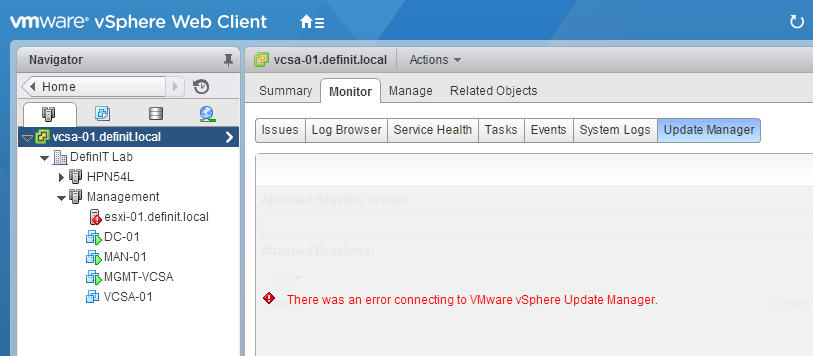 vmware® vSphere Web Client
Navigator
Home
vcsa-01.definit.local
DefinIT Lab
HPN54L
Management
esxi-01.definit.local
DC-01
MAN-01
MGMT-VCSA
VCSA-01
vcsa-01.definit.local Actions
Summary Monitor Manage Related Objects
Issues Log Browser Service Health Tasks Events System Logs Update Manager
Attached Baseline Groups:
Attached Baselines:
There was an error connecting to VMware vSphere Update Manager.